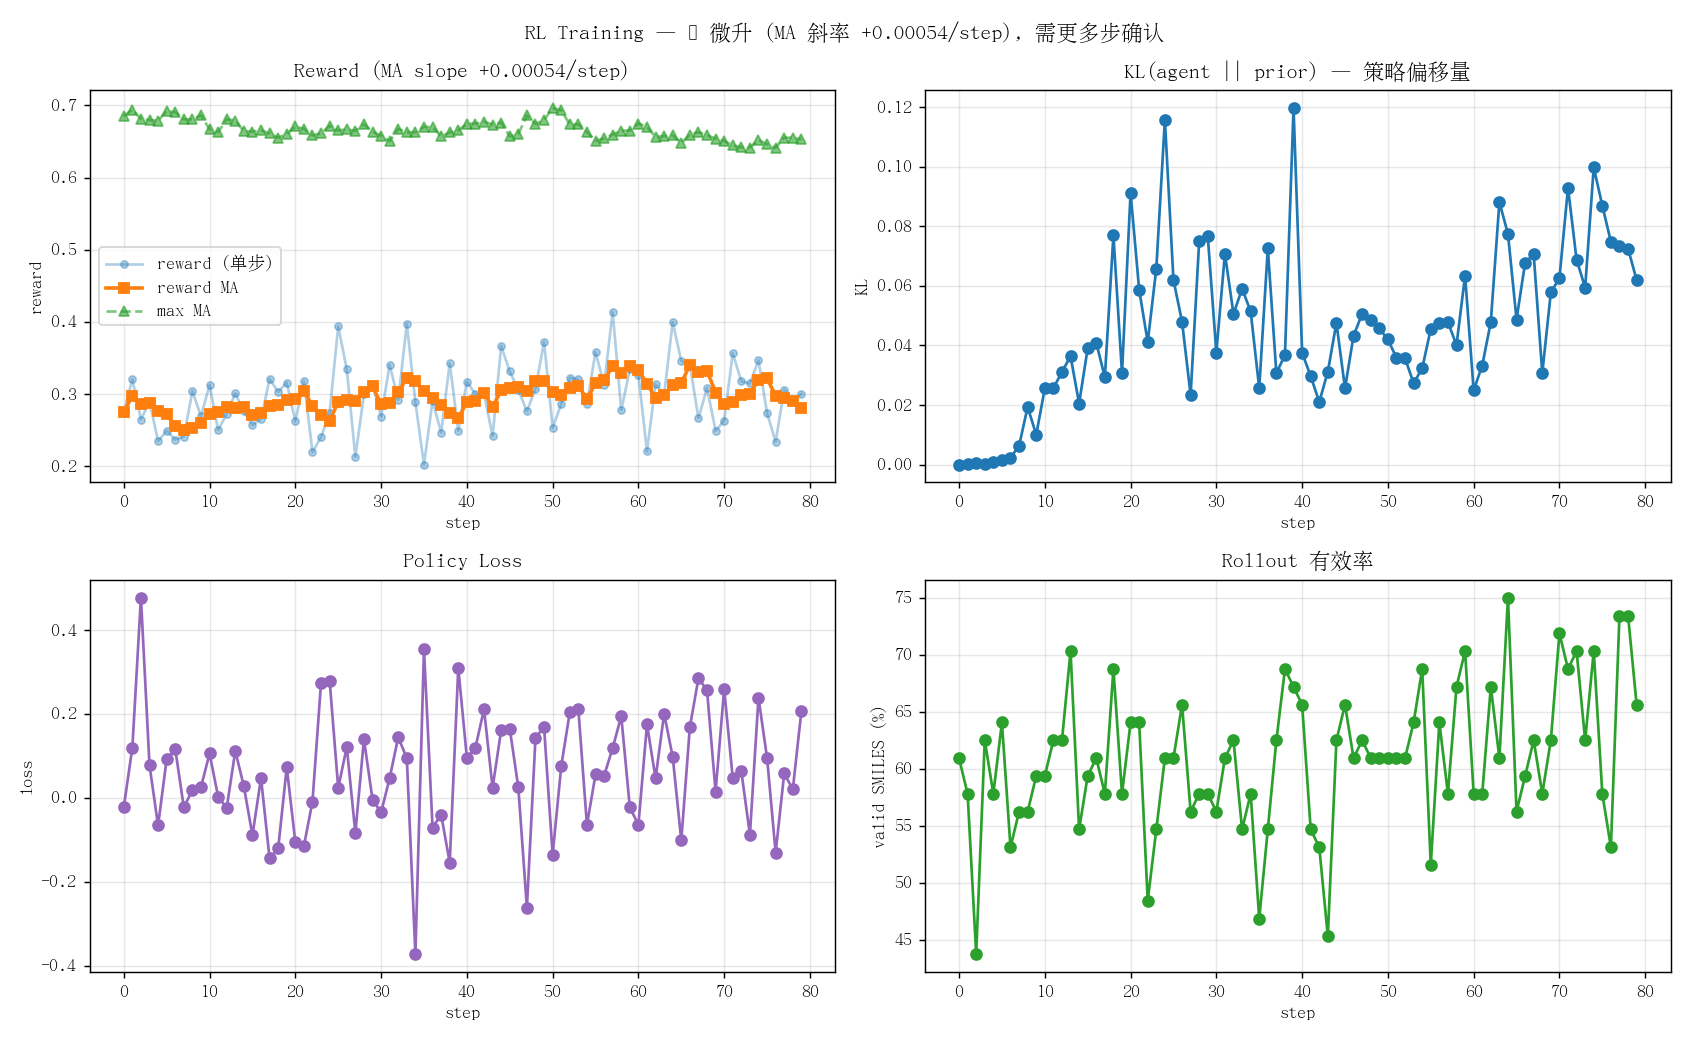 RL Training — ▯ 微升 (MA 斜率 +0.00054/step), 需更多步确认
Reward (MA slope +0.00054/step)
0.7
0.6
0.5
0.4
0.3
0.2
reward
reward (单步)
reward MA
max MA
0 10 20 30 40 50 60 70 80
step
KL(agent || prior) — 策略偏移量
0.12
0.10
0.08
0.06
0.04
0.02
0.00
KL
0 10 20 30 40 50 60 70 80
step
Policy Loss
0.4
0.2
0.0
-0.2
-0.4
loss
0 10 20 30 40 50 60 70 80
step
Rollout 有效率
75
70
65
60
55
50
45
valid SMILES (%)
0 10 20 30 40 50 60 70 80
step